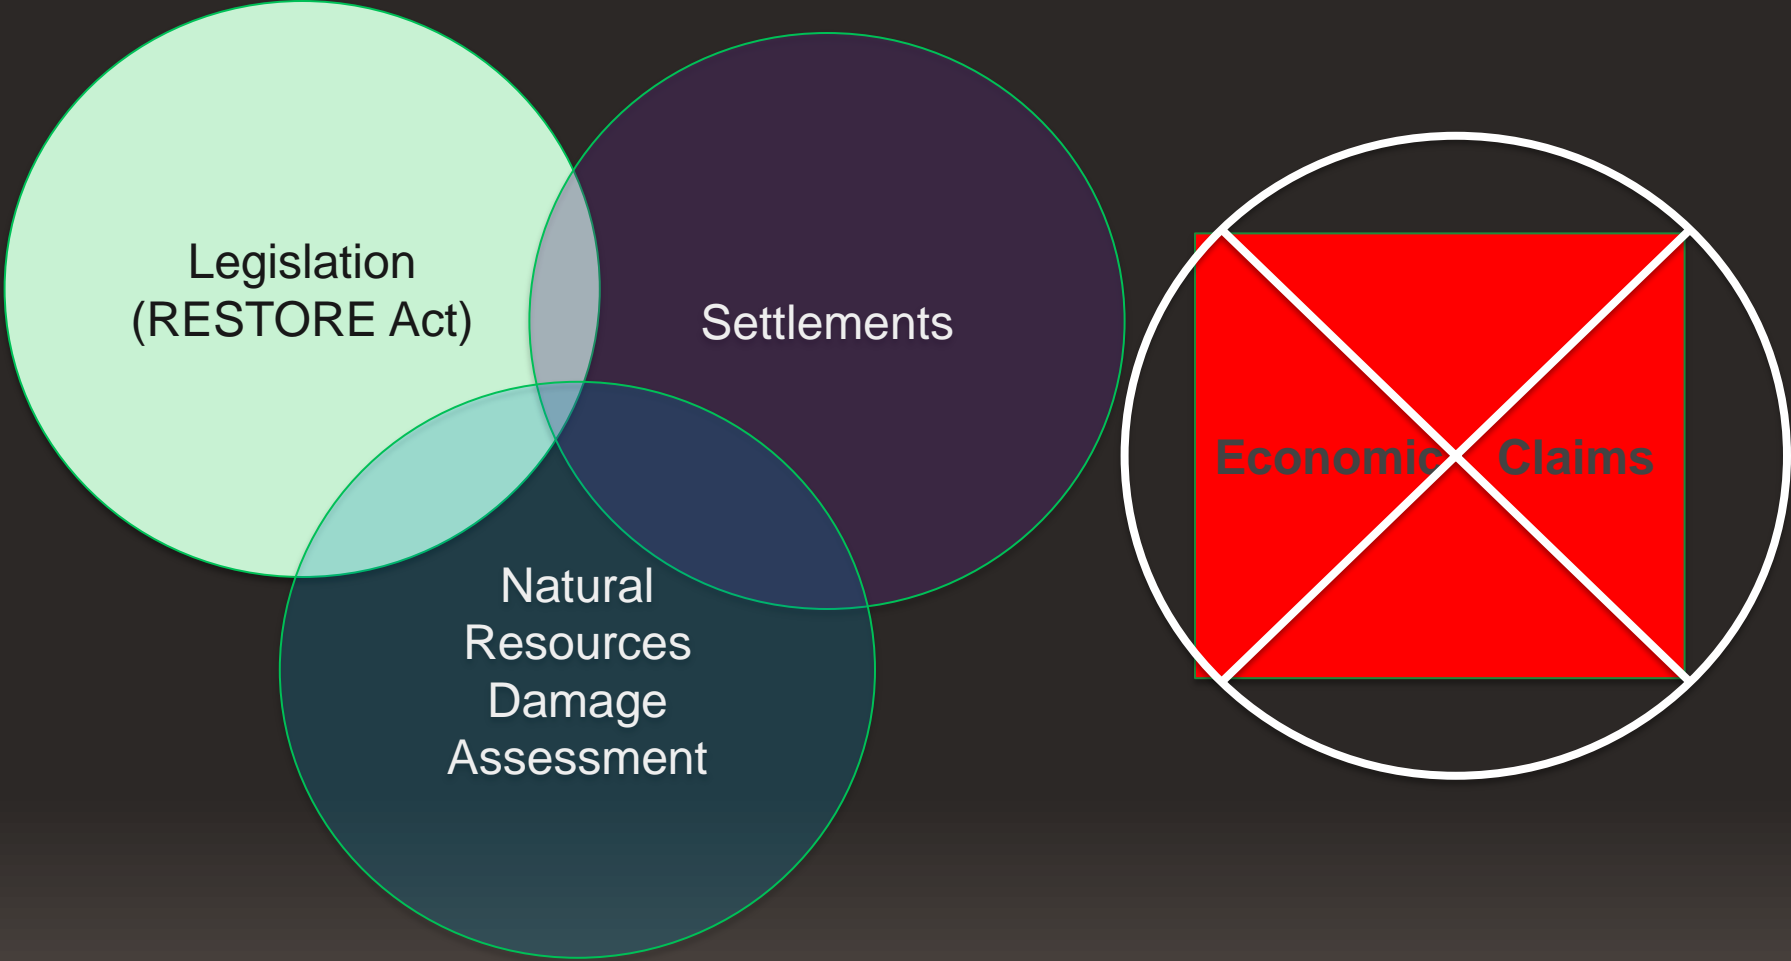 Legislation
(RESTORE Act)
Settlements
Natural
Resources
Damage
Assessment
Economic Claims